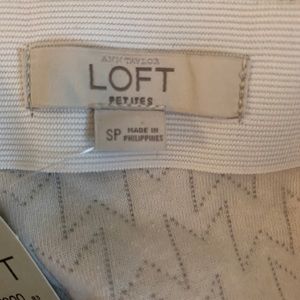 ANN TAYLOR
LOFT
PETITES
SP
MADE IN
PHILIPPINES
T